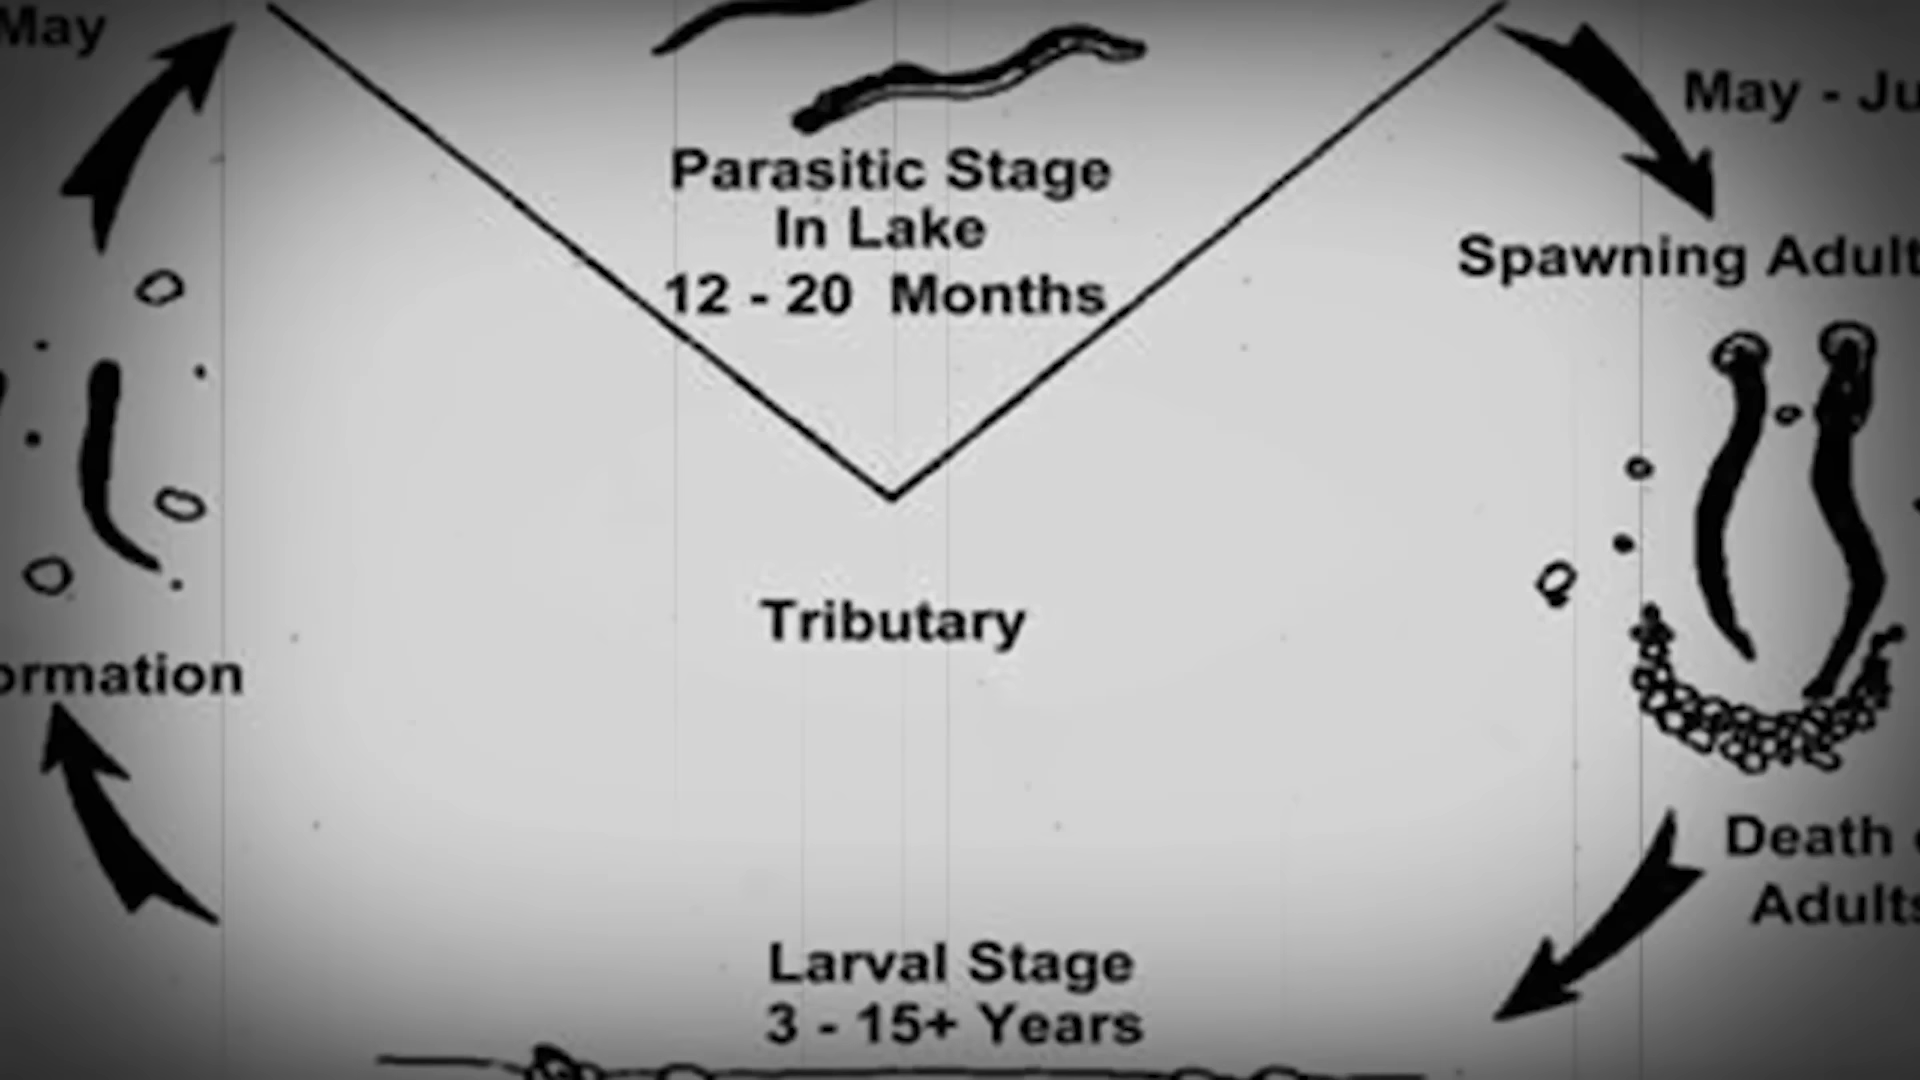 May
Parasitic Stage
In Lake
12 - 20 Months
May - Ju
Spawning Adult
Tributary
ormation
Death
Adults
Larval Stage
3 - 15+ Years